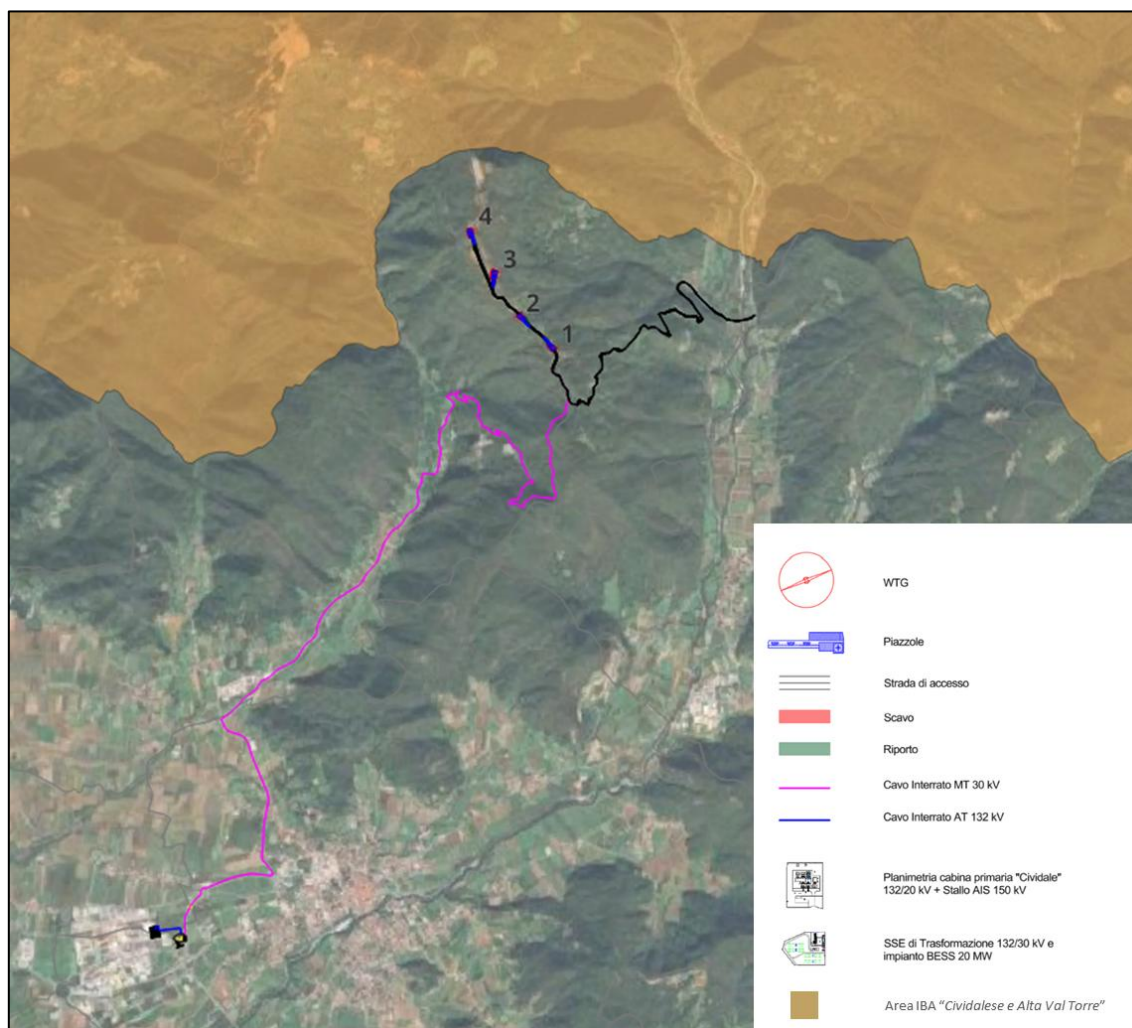 4
3
2
1
WTG
Piazzole
Strada di accesso
Scavo
Riporto
Cavo Interrato MT 30 kV
Cavo Interrato AT 132 kV
Planimetria cabina primaria "Cividale"
132/20 kV + Stallo AIS 150 kV
SSE di Trasformazione 132/30 kV e
impianto BESS 20 MW
Area IBA “Cividalese e Alta Val Torre”